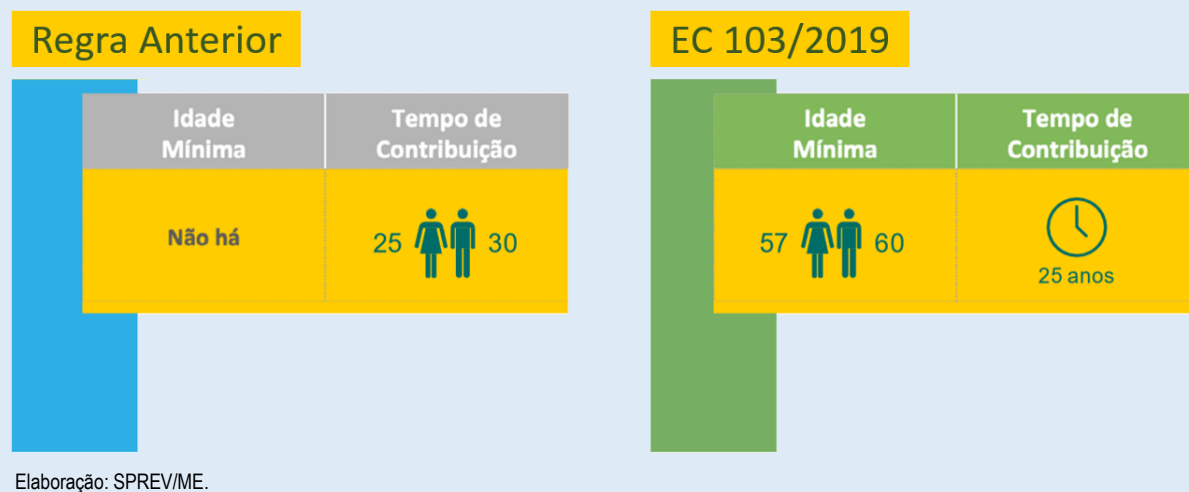 Regra Anterior
Idade
Mínima
Tempo de
Contribuição
Não há
25 30
EC 103/2019
Idade
Mínima
Tempo de
Contribuição
57 60
25 anos
Elaboração: SPREV/ME.